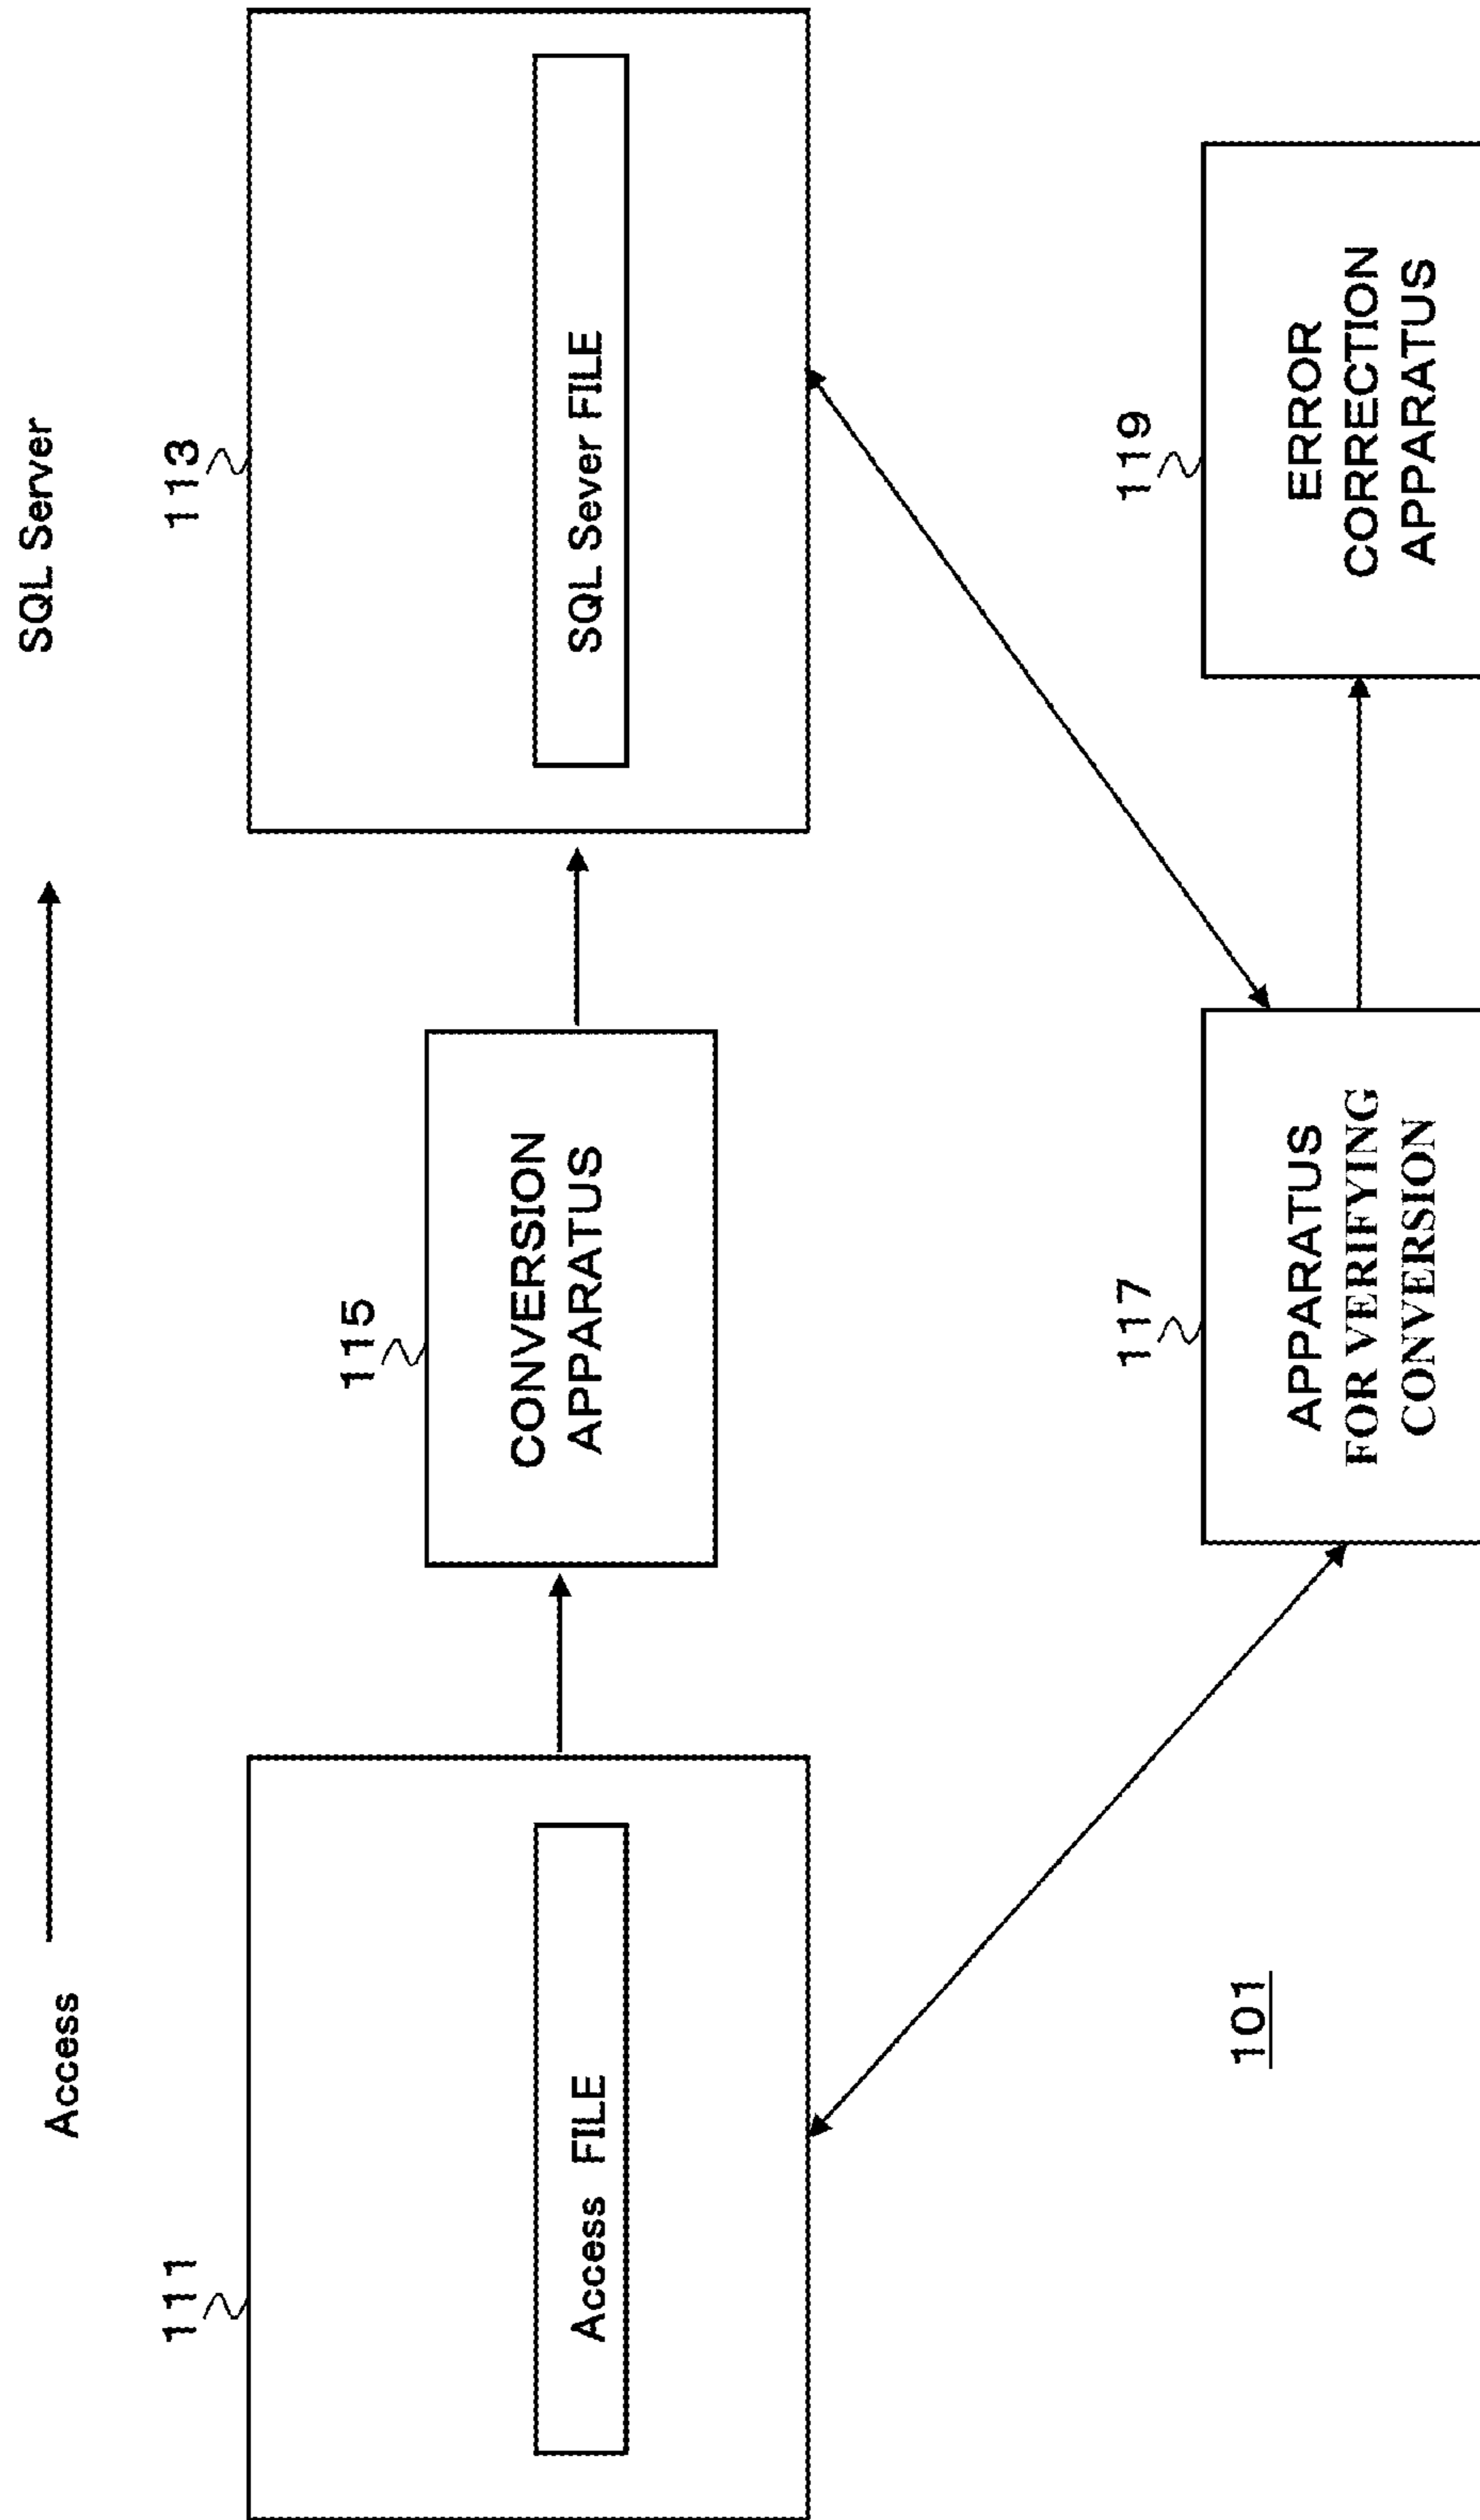 Access
SQL Server
111
115
113
Access FILE
CONVERSION
APPARATUS
SQL Sever FILE
117
119
101
APPARATUS
FOR VERIFYING
CONVERSION
ERROR
CORRECTION
APPARATUS